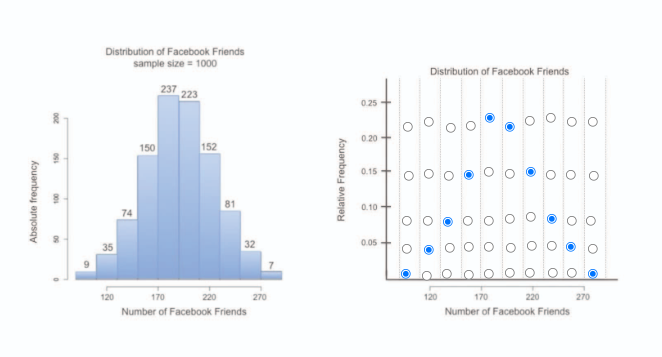 Distribution of Facebook Friends
sample size = 1000
237
223
150
152
74
81
35
32
9
7
200
150
100
50
0
Absolute frequency
120 170 220 270
Number of Facebook Friends
Distribution of Facebook Friends
0.25
0.20
0.15
0.10
0.05
Relative Frequency
120 170 220 270
Number of Facebook Friends